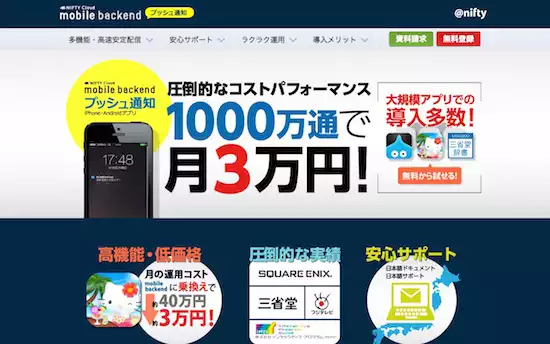 NIFTY Cloud
mobile backend
プッシュ通知
@nifty
多機能・高速安定配信
安心サポート
ラクラク運用
導入メリット
資料請求
無料登録
NIFTY Cloud
mobile backend
プッシュ通知
iPhone・Androidアプリ
17:48
圧倒的なコストパフォーマンス
1000万通で
月3万円!
大規模アプリでの
導入多数!
三省堂
辞書
無料から試せる!
高機能・低価格
月の運用コスト
mobile backend
に乗換えで
約40万円
約3万円!
圧倒的な実績
SQUARE ENIX.
三省堂
フジテレビ
安心サポート
日本語ドキュメント
日本語サポート